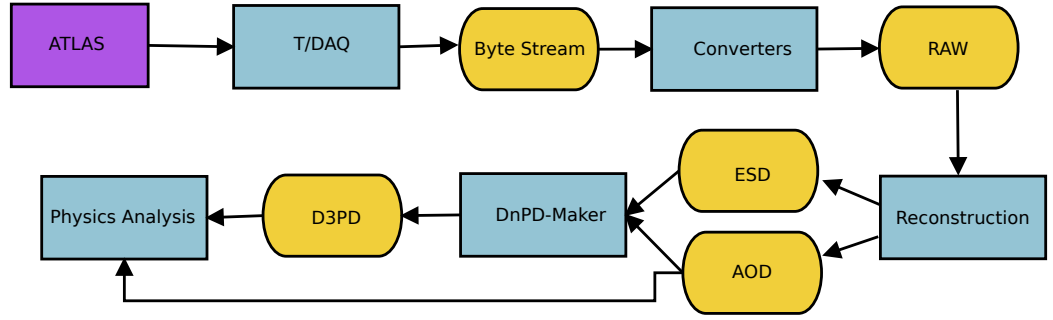 ATLAS
T/DAQ
Byte Stream
Converters
RAW
ESD
Physics Analysis
D3PD
DnPD-Maker
Reconstruction
AOD